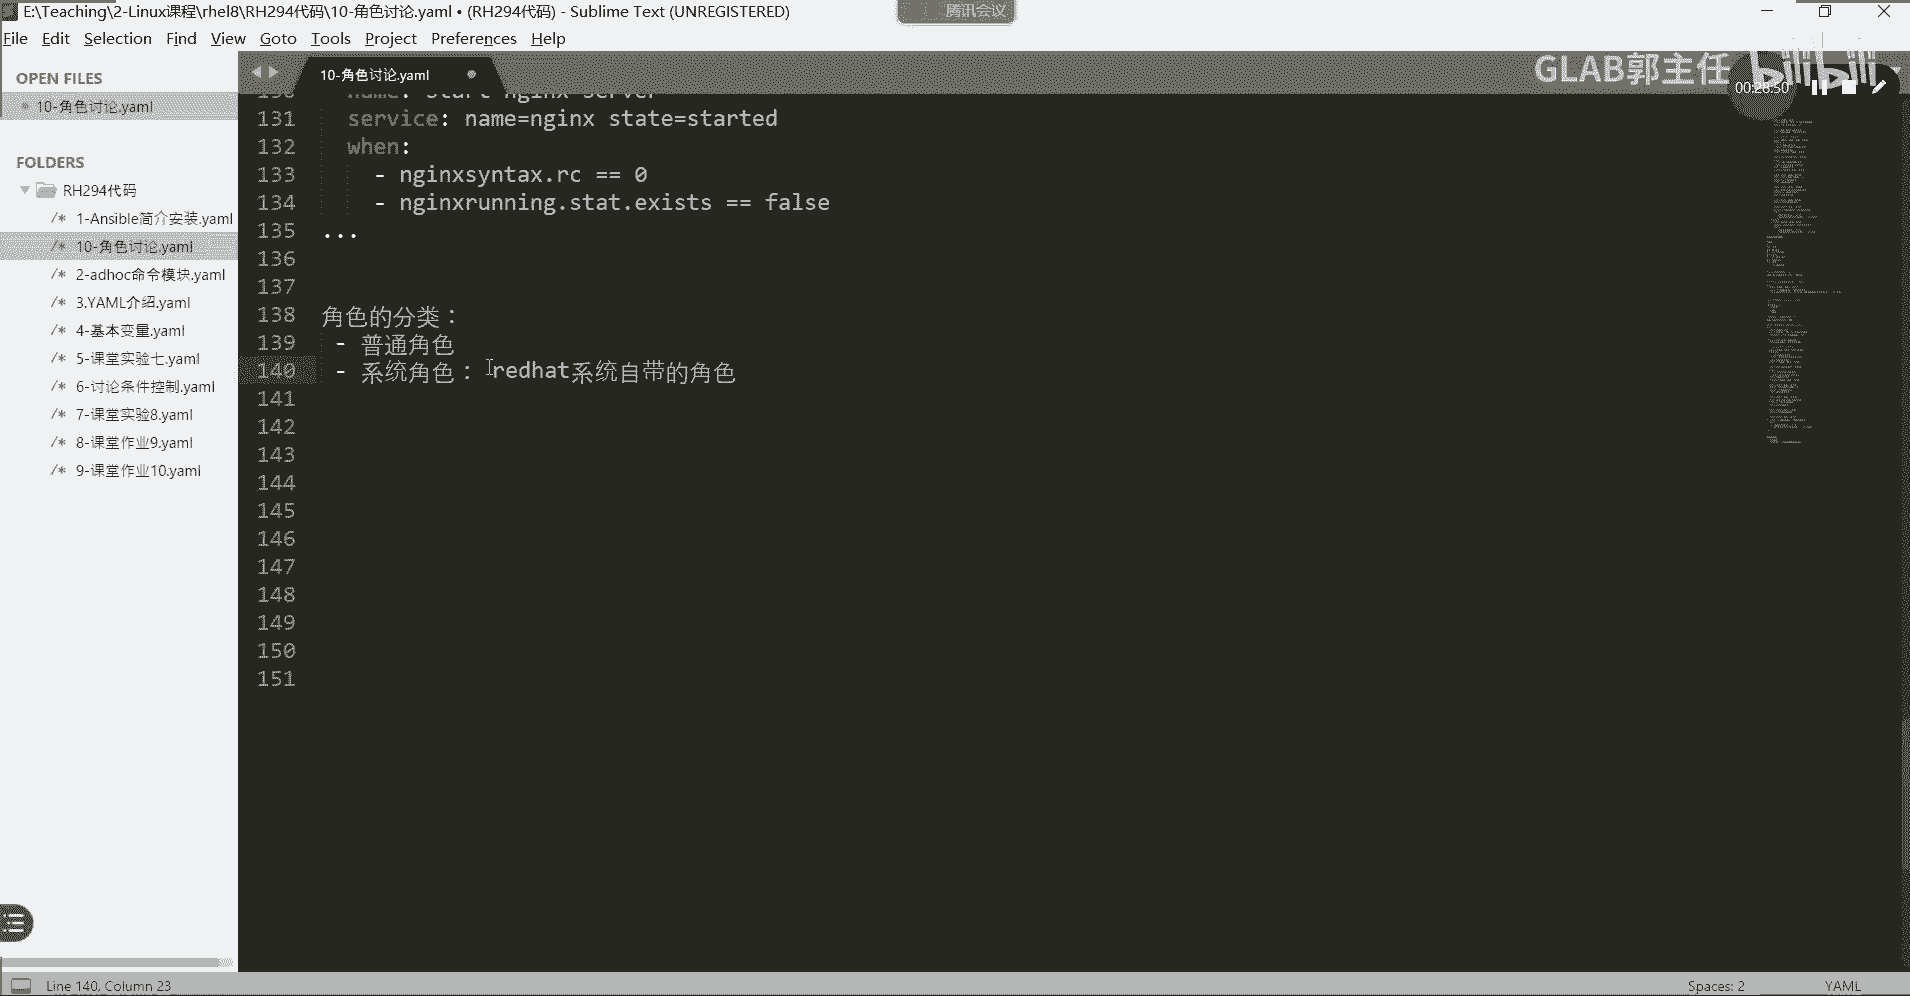 E:\Teaching\2-Linux课程\rhel8\RH294代码\10-角色讨论.yaml • (RH294代码) - Sublime Text (UNREGISTERED)
腾讯会议
File Edit Selection Find View Goto Tools Project Preferences Help
GLAB郭主任 bilibili
00:28:50
OPEN FILES
10-角色讨论.yaml
FOLDERS
RH294代码
/* 1-Ansible简介安装.yaml
/* 10-角色讨论.yaml
/* 2-adhoc命令模块.yaml
/* 3.YAML介绍.yaml
/* 4-基本变量.yaml
/* 5-课堂实验七.yaml
/* 6-讨论条件控制.yaml
/* 7-课堂实验8.yaml
/* 8-课堂作业9.yaml
/* 9-课堂作业10.yaml
10-角色讨论.yaml
130 name: start nginx server
131 service: name=nginx state=started
132 when:
133 - nginxsyntax.rc == 0
134 - nginxrunning.stat.exists == false
135 ...
136
137
138 角色的分类：
139 - 普通角色
140 - 系统角色： redhat系统自带的角色
141
142
143
144
145
146
147
148
149
150
151
Line 140, Column 23
Spaces: 2
YAML